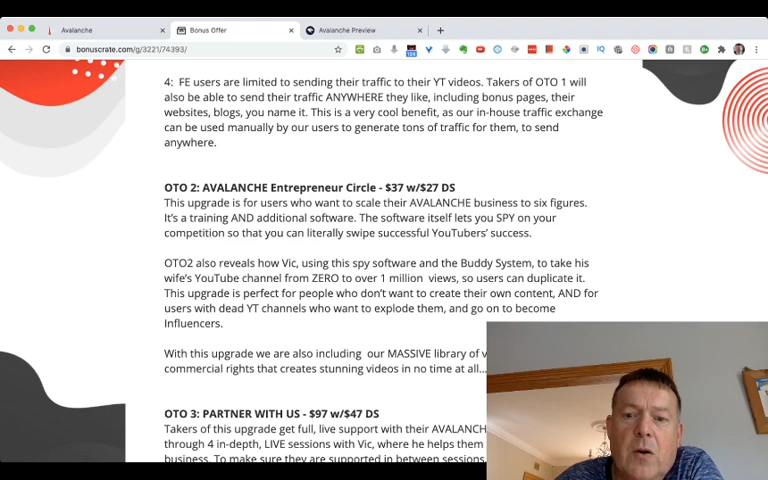 Avalanche
Bonus Offer
Avalanche Preview
bonuscrate.com/g/3221/74393/
4: FE users are limited to sending their traffic to their YT videos. Takers of OTO 1 will
also be able to send their traffic ANYWHERE they like, including bonus pages, their
websites, blogs, you name it. This is a very cool benefit, as our in-house traffic exchange
can be used manually by our users to generate tons of traffic for them, to send
anywhere.
OTO 2: AVALANCHE Entrepreneur Circle - $37 w/$27 DS
This upgrade is for users who want to scale their AVALANCHE business to six figures.
It's a training AND additional software. The software itself lets you SPY on your
competition so that you can literally swipe successful YouTubers' success.
OTO2 also reveals how Vic, using this spy software and the Buddy System, to take his
wife's YouTube channel from ZERO to over 1 million views, so users can duplicate it.
This upgrade is perfect for people who don't want to create their own content, AND for
users with dead YT channels who want to explode them, and go on to become
Influencers.
With this upgrade we are also including our MASSIVE library of v
commercial rights that creates stunning videos in no time at all...
OTO 3: PARTNER WITH US - $97 w/$47 DS
Takers of this upgrade get full, live support with their AVALANCH
through 4 in-depth, LIVE sessions with Vic, where he helps them
business. To make sure they are supported in between sessions,